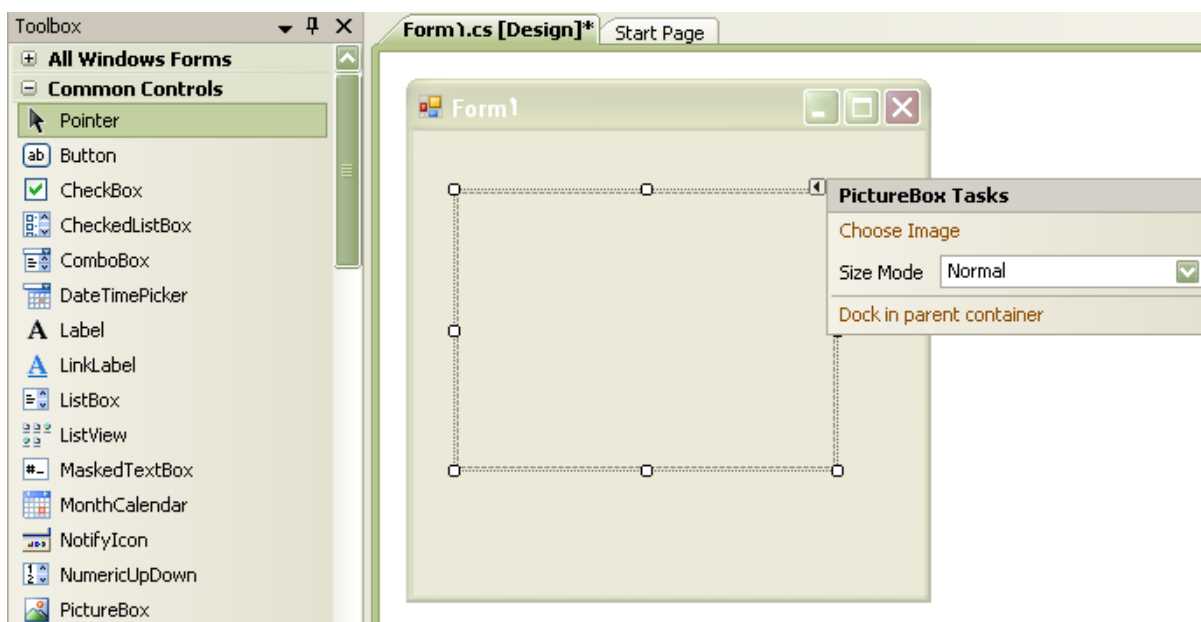 Toolbox
All Windows Forms
Common Controls
Pointer
Button
CheckBox
CheckedListBox
ComboBox
DateTimePicker
Label
LinkLabel
ListBox
ListView
MaskedTextBox
MonthCalendar
NotifyIcon
NumericUpDown
PictureBox
Form1.cs [Design]* Start Page
Form1
PictureBox Tasks
Choose Image
Size Mode Normal
Dock in parent container